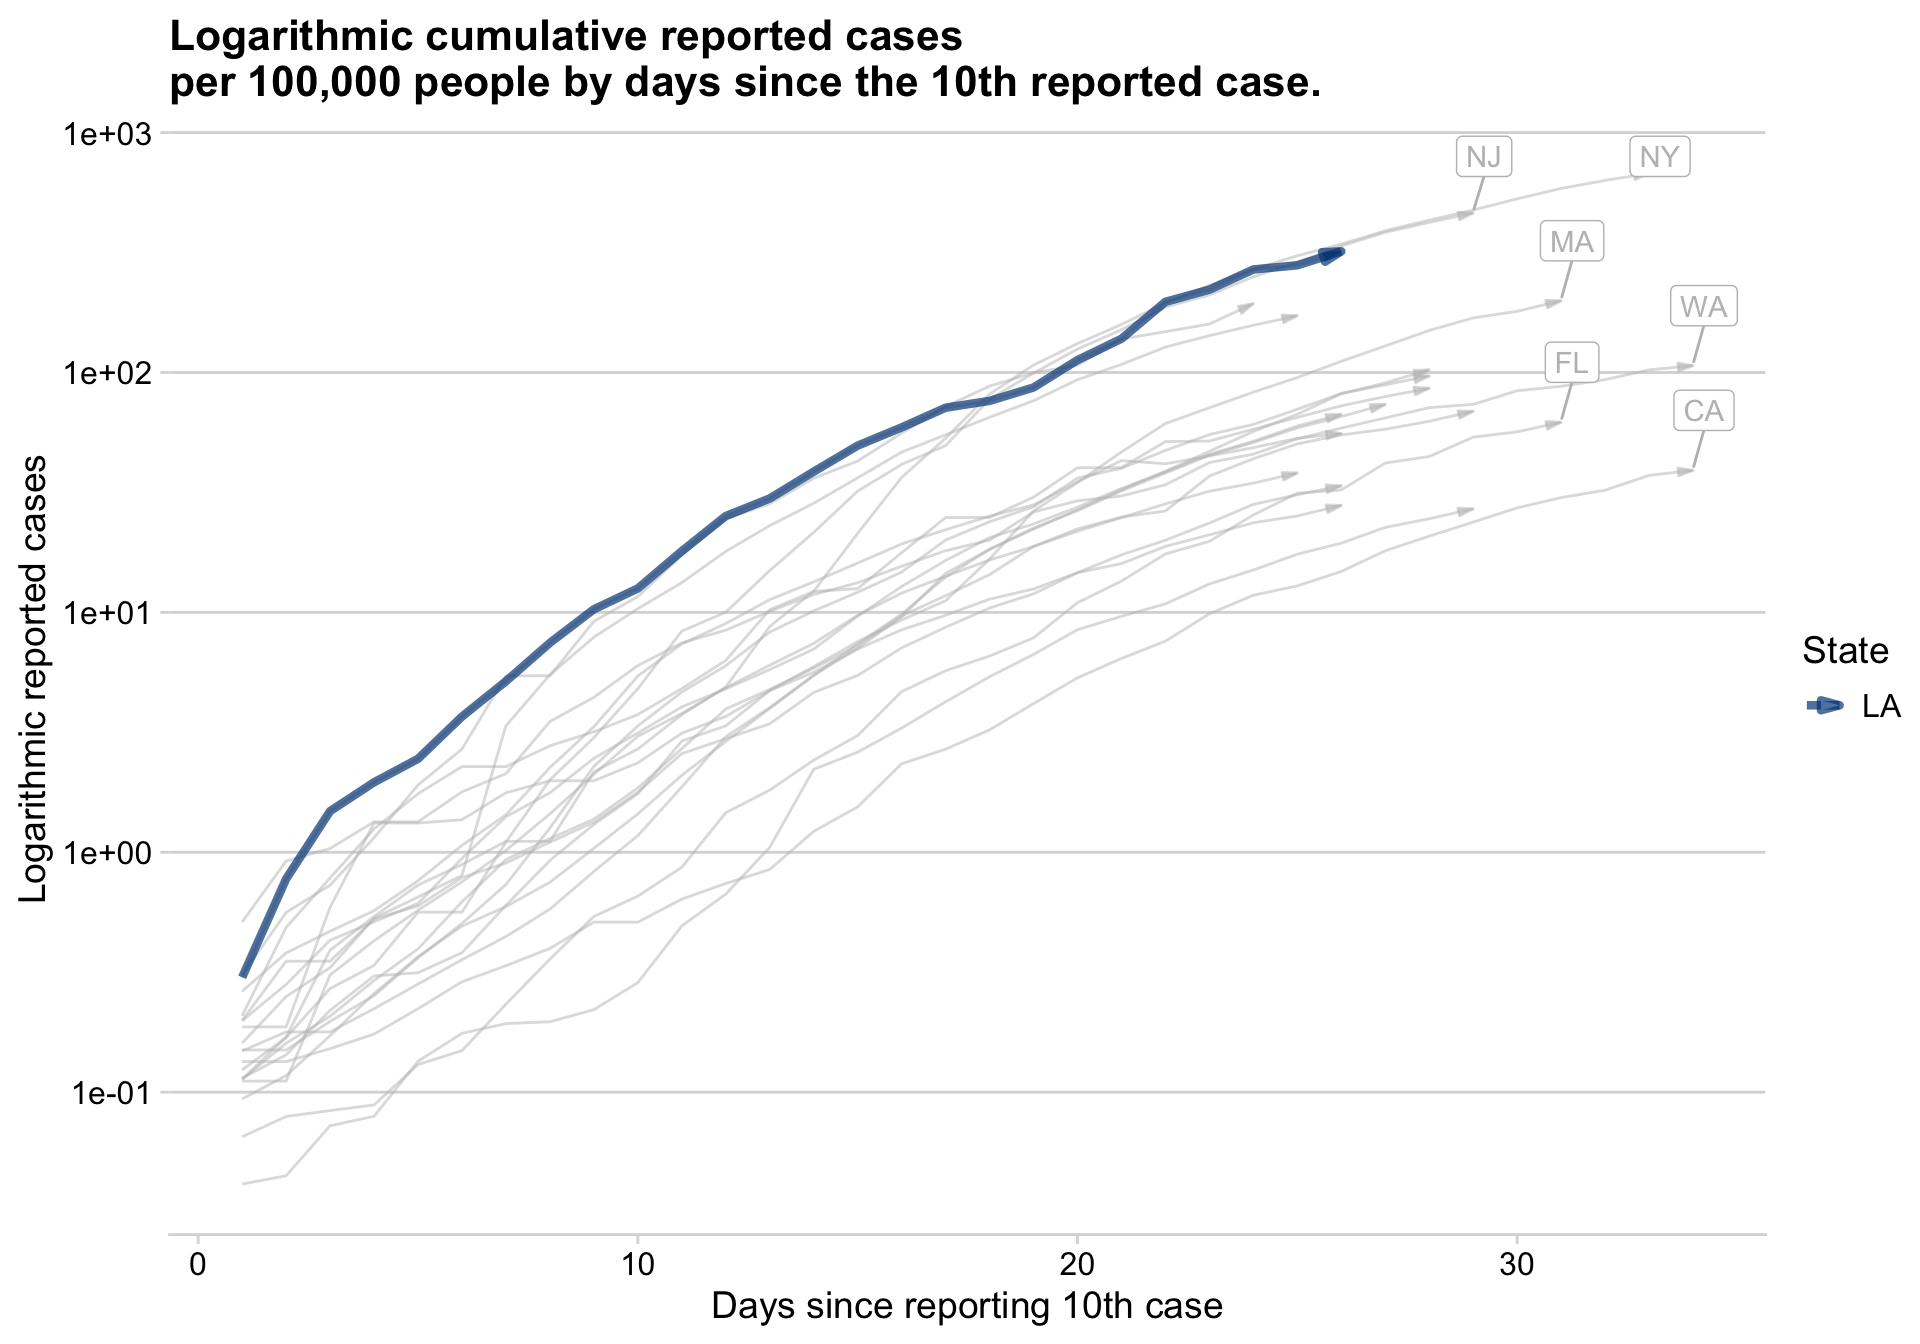 Logarithmic cumulative reported cases
per 100,000 people by days since the 10th reported case.
1e+03
1e+02
1e+01
1e+00
1e-01
Logarithmic reported cases
NJ
NY
MA
WA
FL
CA
State
LA
0
10
20
30
Days since reporting 10th case